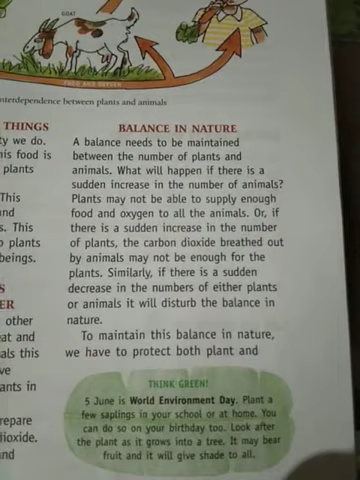 GOAT
FOOD AND OXYGEN
nterdependence between plants and animals
THINGS
ty we do.
his food is
plants
This
and
s. This
o plants
beings.
S
ER
other
eat and
als this
ve
ants in
repare
dioxide.
and
BALANCE IN NATURE
A balance needs to be maintained
between the number of plants and
animals. What will happen if there is a
sudden increase in the number of animals?
Plants may not be able to supply enough
food and oxygen to all the animals. Or, if
there is a sudden increase in the number
of plants, the carbon dioxide breathed out
by animals may not be enough for the
plants. Similarly, if there is a sudden
decrease in the numbers of either plants
or animals it will disturb the balance in
nature.
To maintain this balance in nature,
we have to protect both plant and
THINK GREEN!
5 June is World Environment Day. Plant a
few saplings in your school or at home. You
can do so on your birthday too. Look after
the plant as it grows into a tree. It may bear
fruit and it will give shade to all.